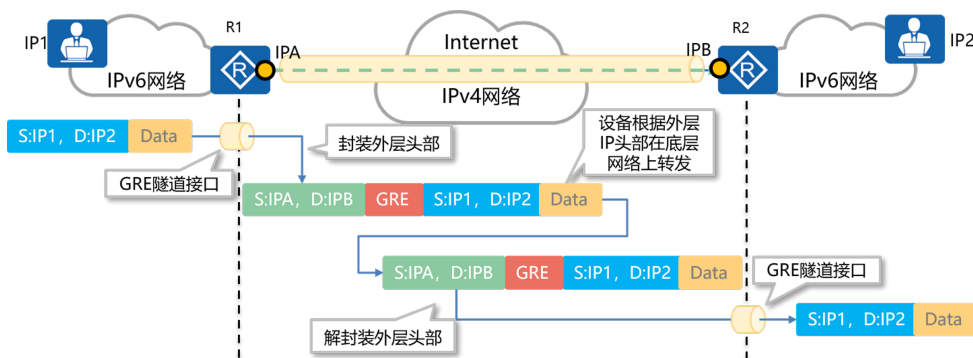 IP1
R1
IPA
Internet
IPB
R2
IP2
R
R
IPv6网络
IPv4网络
IPv6网络
S:IP1, D:IP2 Data
封装外层头部
设备根据外层
IP头部在底层
网络上转发
GRE隧道接口
S:IPA, D:IPB GRE S:IP1, D:IP2 Data
S:IPA, D:IPB GRE S:IP1, D:IP2 Data
GRE隧道接口
解封装外层头部
S:IP1, D:IP2 Data